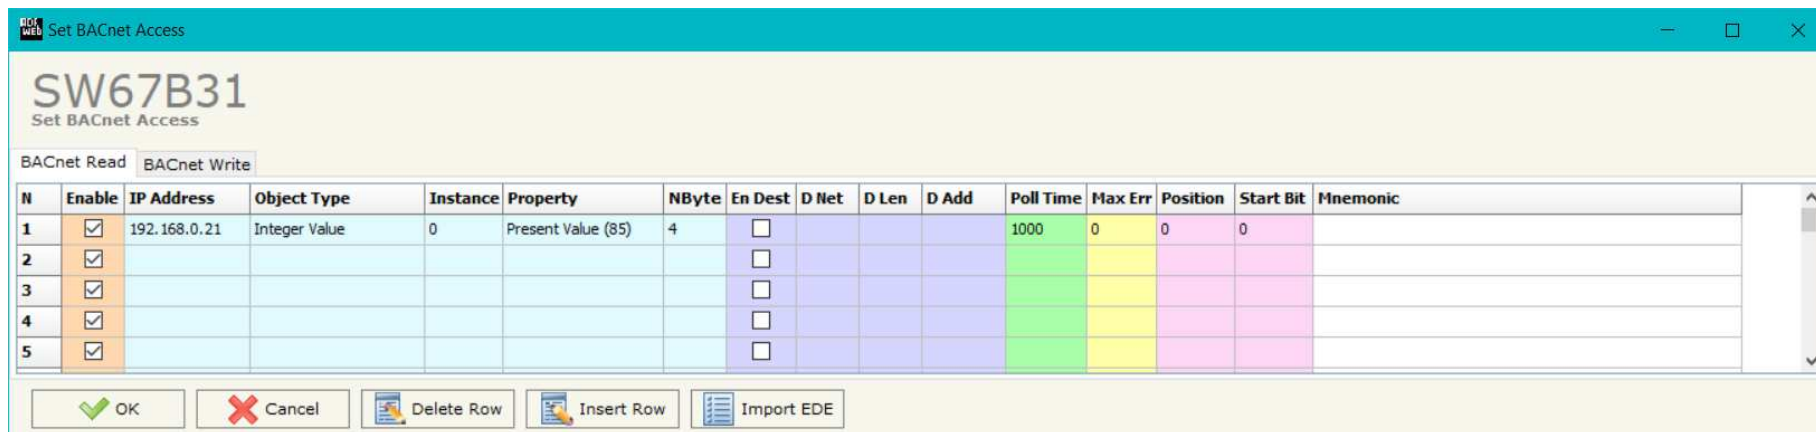 ADF WEB Set BACnet Access
SW67B31
Set BACnet Access
BACnet Read BACnet Write
N Enable IP Address Object Type Instance Property NByte En Dest D Net D Len D Add Poll Time Max Err Position Start Bit Mnemonic
1 192.168.0.21 Integer Value 0 Present Value (85) 4 1000 0 0 0
2
3
4
5
OK Cancel Delete Row Insert Row Import EDE